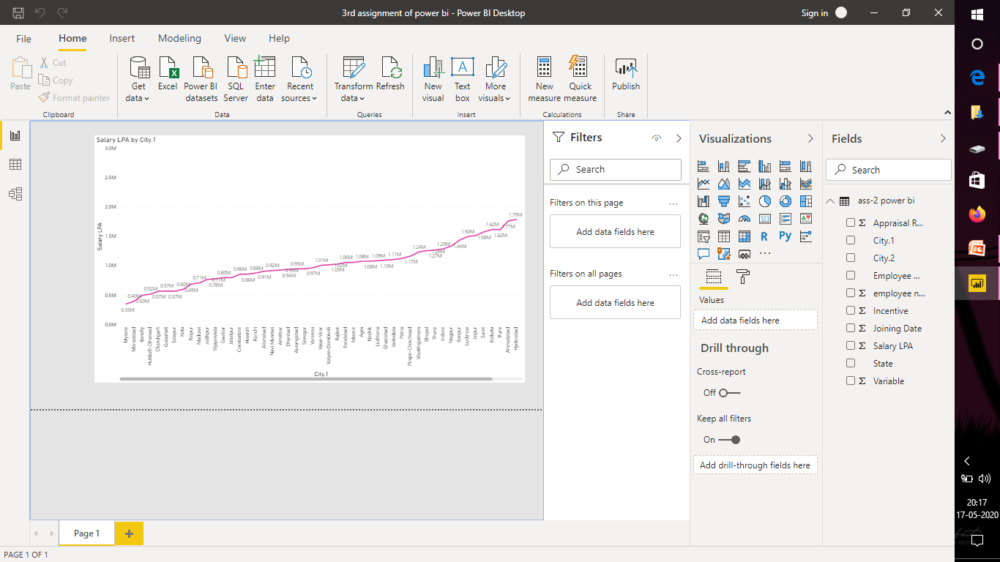 3rd assignment of power bi - Power BI Desktop
Sign in
File
Home
Insert
Modeling
View
Help
Paste
Cut
Copy
Format painter
Clipboard
Get data
Excel
Power BI datasets
SQL Server
Enter data
Recent sources
Data
Transform data
Refresh
Queries
New visual
Text box
More visuals
Insert
New measure
Quick measure
Calculations
Publish
Share
Salary LPA by City.1
3.0M
2.5M
2.0M
1.5M
1.0M
0.5M
0.0M
Salary LPA
0.35M
0.40M
0.50M
0.52M
0.57M
0.57M
0.57M
0.60M
0.69M
0.71M
0.78M
0.77M
0.80M
0.86M
0.86M
0.88M
0.91M
0.92M
0.94M
0.93M
0.95M
0.97M
1.01M
1.03M
1.02M
1.06M
1.08M
1.08M
1.09M
1.10M
1.11M
1.17M
1.24M
1.27M
1.26M
1.29M
1.44M
1.50M
1.58M
1.62M
1.62M
1.77M
1.79M
Mysore
Moradabad
Bareilly
Hubballi-Dharwad
Chandigarh
Guwahati
Solapur
Kota
Raipur
Madurai
Jodhpur
Vijayawada
Gwalior
Jabalpur
Coimbatore
Howrah
Ranchi
Allahabad
Navi Mumbai
Amritsar
Dhanbad
Aurangabad
Srinagar
Varanasi
Vasai-Virar
Kalyan-Dombivli
Rajkot
Faridabad
Meerut
Agra
Nashik
Ludhiana
Ghaziabad
Vadodara
Patna
Pimpri-Chinchwad
Visakhapatnam
Bhopal
Thane
Indore
Nagpur
Kanpur
Lucknow
Jaipur
Surat
Kolkata
Pune
Ahmedabad
Hyderabad
City.1
Filters
Search
Filters on this page
...
Add data fields here
Filters on all pages
...
Add data fields here
Visualizations
123
R
Py
...
Values
Add data fields here
Drill through
Cross-report
Off
Keep all filters
On
Add drill-through fields here
Fields
Search
ass-2 power bi
Σ Appraisal R...
City.1
City.2
Employee ...
Σ employee n...
Σ Incentive
Σ Joining Date
Σ Salary LPA
State
Σ Variable
Page 1
PAGE 1 OF 1
20:17
17-05-2020